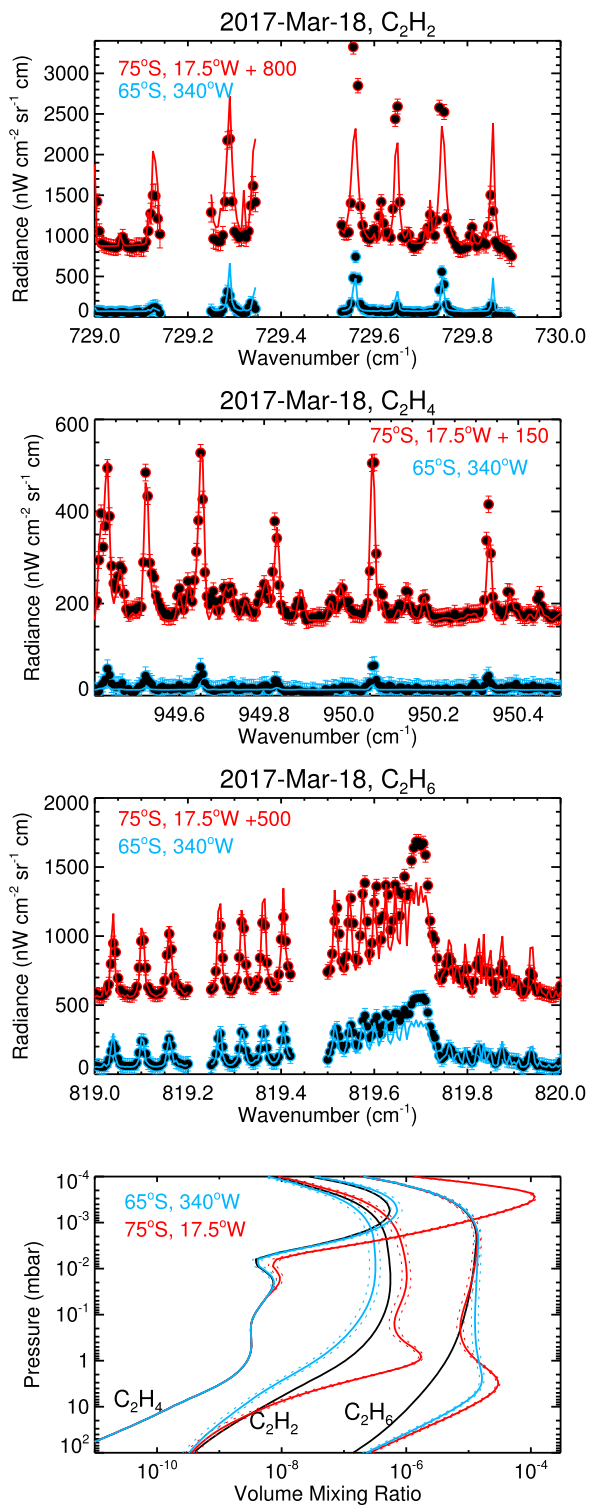 2017-Mar-18, C₂H₂
75°S, 17.5°W + 800
65°S, 340°W
Radiance (nW cm⁻² sr⁻¹ cm)
3000
2500
2000
1500
1000
500
0
729.0 729.2 729.4 729.6 729.8 730.0
Wavenumber (cm⁻¹)
2017-Mar-18, C₂H₄
75°S, 17.5°W + 150
65°S, 340°W
Radiance (nW cm⁻² sr⁻¹ cm)
600
400
200
0
949.6 949.8 950.0 950.2 950.4
Wavenumber (cm⁻¹)
2017-Mar-18, C₂H₆
75°S, 17.5°W +500
65°S, 340°W
Radiance (nW cm⁻² sr⁻¹ cm)
2000
1500
1000
500
0
819.0 819.2 819.4 819.6 819.8 820.0
Wavenumber (cm⁻¹)
65°S, 340°W
75°S, 17.5°W
Pressure (mbar)
10⁻⁴
10⁻³
10⁻²
10⁻¹
1
10
10²
C₂H₄
C₂H₂
C₂H₆
10⁻¹⁰ 10⁻⁸ 10⁻⁷ 10⁻⁶ 10⁻⁵ 10⁻⁴
Volume Mixing Ratio